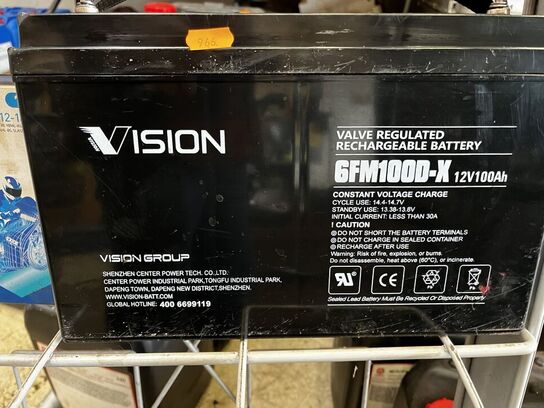 966.
VISION
VALVE REGULATED
RECHARGEABLE BATTERY
6FM100D-X 12V100Ah
CONSTANT VOLTAGE CHARGE
CYCLE USE: 14.4-14.7V
STANDBY USE: 13.38-13.8V
INITIAL CURRENT: LESS THAN 30A
! CAUTION
DO NOT SHORT THE BATTERY TERMINALS
DO NOT CHARGE IN SEALED CONTAINER
RECHARGE AFTER USE
Warning: Risk of fire, explosion, or burns.
Do not disassemble, heat above (60°C), or incinerate.
CE
Pb
Sealed Lead Battery Must Be Recycled Or Disposed Properly
VISION GROUP
SHENZHEN CENTER POWER TECH. CO.,LTD.
CENTER POWER INDUSTRIAL PARK,TONGFU INDUSTRIAL PARK,
DAPENG TOWN, DAPENG NEW DISTRICT,SHENZHEN.
WWW.VISION-BATT.COM
GLOBAL HOTLINE: 400 6699119